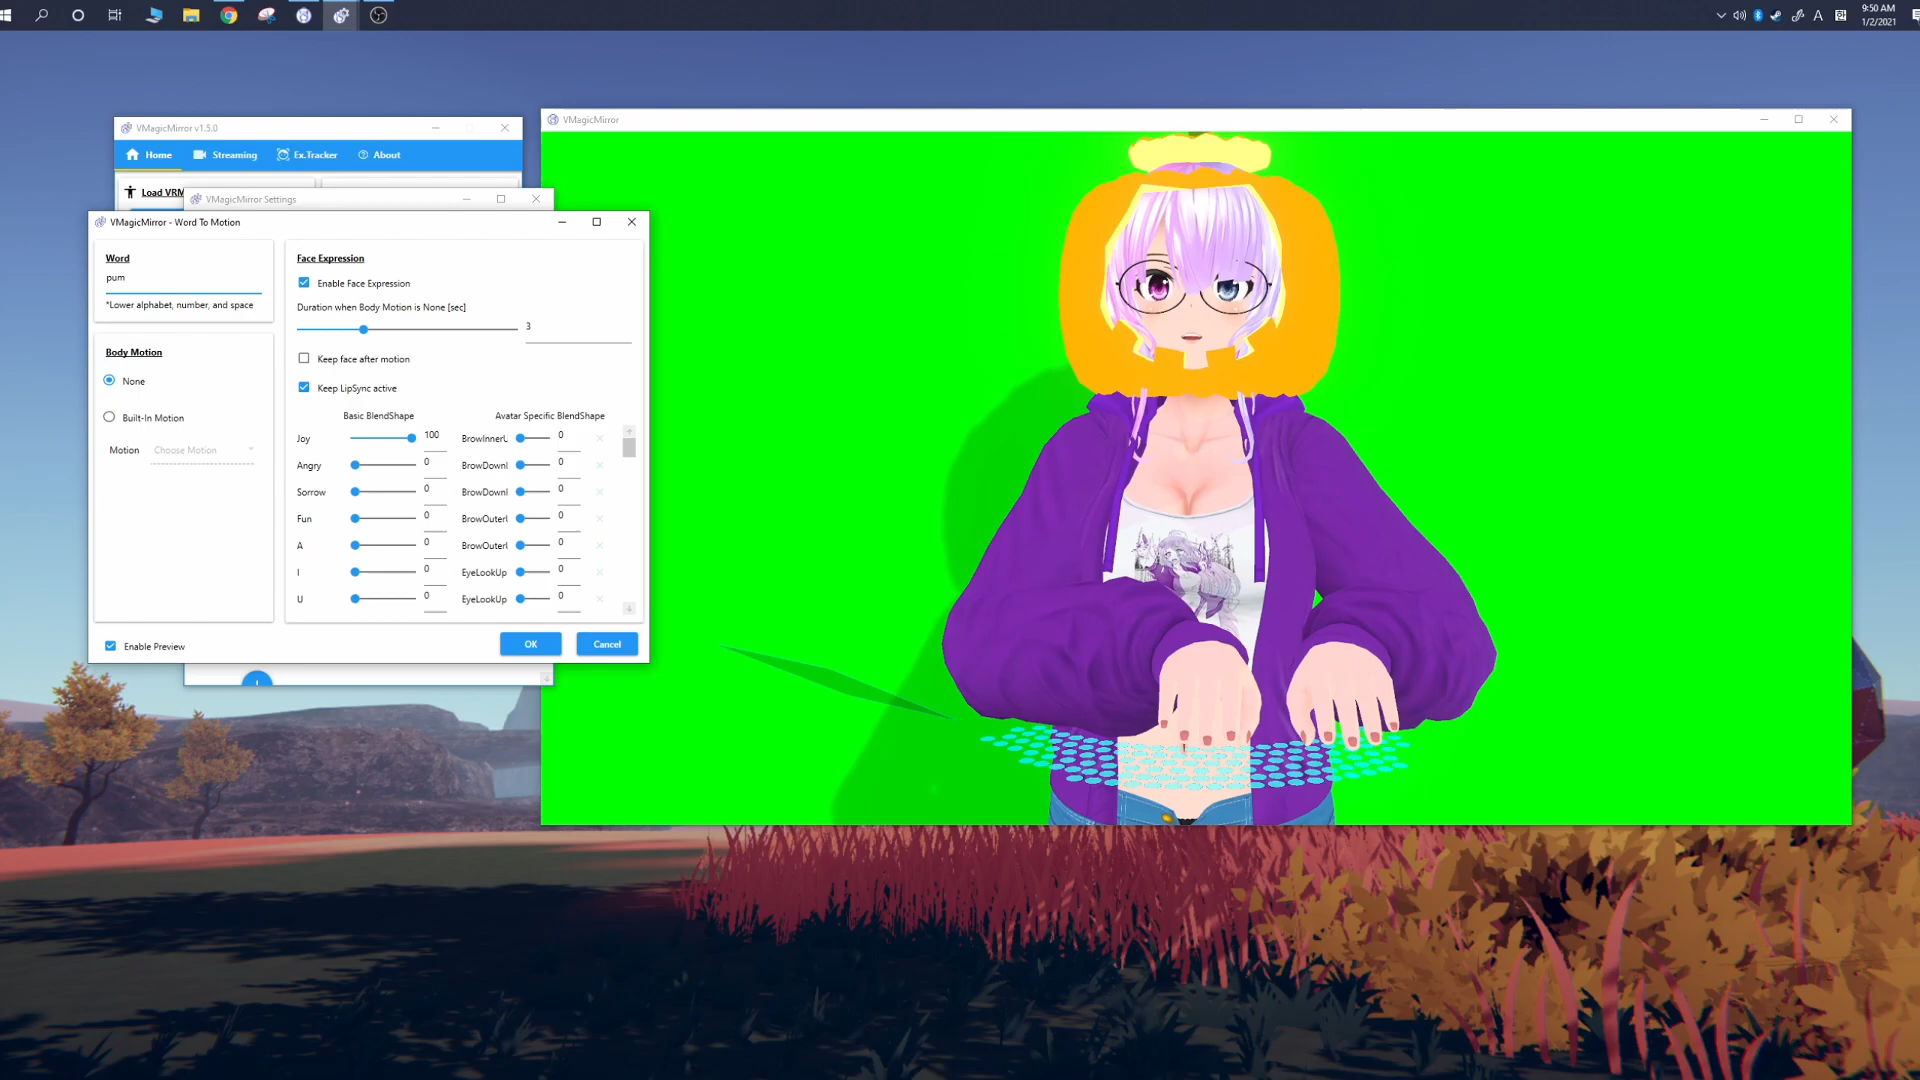 A
9:50 AM
1/2/2021
VMagicMirror v1.5.0
Home
Streaming
Ex.Tracker
About
Load VRM
VMagicMirror Settings
VMagicMirror - Word To Motion
Word
pum
*Lower alphabet, number, and space
Body Motion
None
Built-In Motion
Motion
Choose Motion
Face Expression
Enable Face Expression
Duration when Body Motion is None [sec]
3
Keep face after motion
Keep LipSync active
Basic BlendShape
Avatar Specific BlendShape
Joy 100 BrowInnerU 0
Angry 0 BrowDownl 0
Sorrow 0 BrowDownl 0
Fun 0 BrowOuterl 0
A 0 BrowOuterl 0
I 0 EyeLookUp 0
U 0 EyeLookUp 0
Enable Preview
OK
Cancel
VMagicMirror